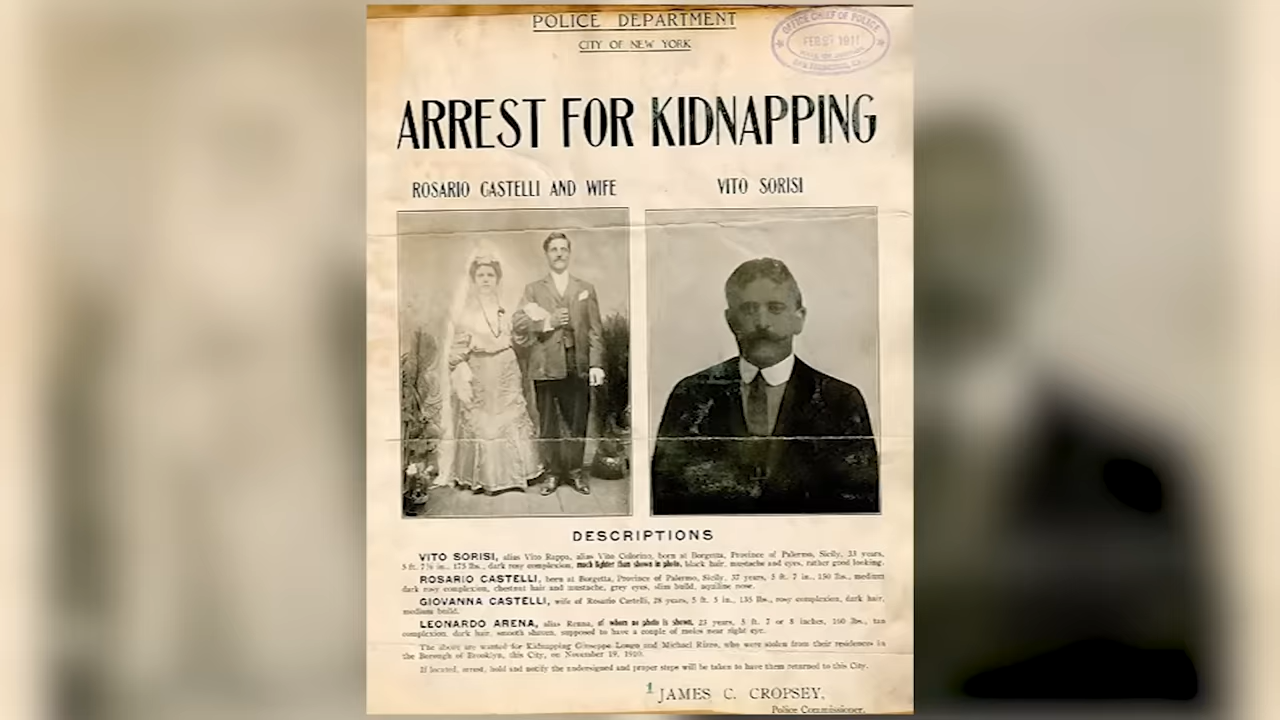 POLICE DEPARTMENT
CITY OF NEW YORK
OFFICE CHIEF OF POLICE
FEB 27 1911
SAN FRANCISCO, CAL.
ARREST FOR KIDNAPPING
ROSARIO CASTELLI AND WIFE
VITO SORISI
DESCRIPTIONS
VITO SORISI, alias Vito Rappa, alias Vito Colorino, born at Borgetta, Province of Palermo, Sicily, 33 years,
5 ft. 7½ in., 175 lbs., dark rosy complexion, much lighter than shown in photo, black hair, mustache and eyes, rather good looking.
ROSARIO CASTELLI, born at Borgetta, Province of Palermo, Sicily, 37 years, 5 ft. 7 in., 150 lbs., medium
dark rosy complexion, chestnut hair and mustache, grey eyes, slim build, aquiline nose.
GIOVANNA CASTELLI, wife of Rosario Castelli, 28 years, 5 ft. 5 in., 135 lbs., rosy complexion, dark hair,
medium build.
LEONARDO ARENA, alias Renna, of whom no photo is shown, 23 years, 5 ft. 7 or 8 inches, 160 lbs., tan
complexion, dark hair, smooth shaven, supposed to have a couple of moles near right eye.
The above are wanted for Kidnapping Giuseppe Longo and Michael Rizzo, who were stolen from their residences in
the Borough of Brooklyn, this City, on November 19, 1910.
If located, arrest, hold and notify the undersigned and proper steps will be taken to have them returned to this City.
1
JAMES C. CROPSEY,
Police Commissioner.